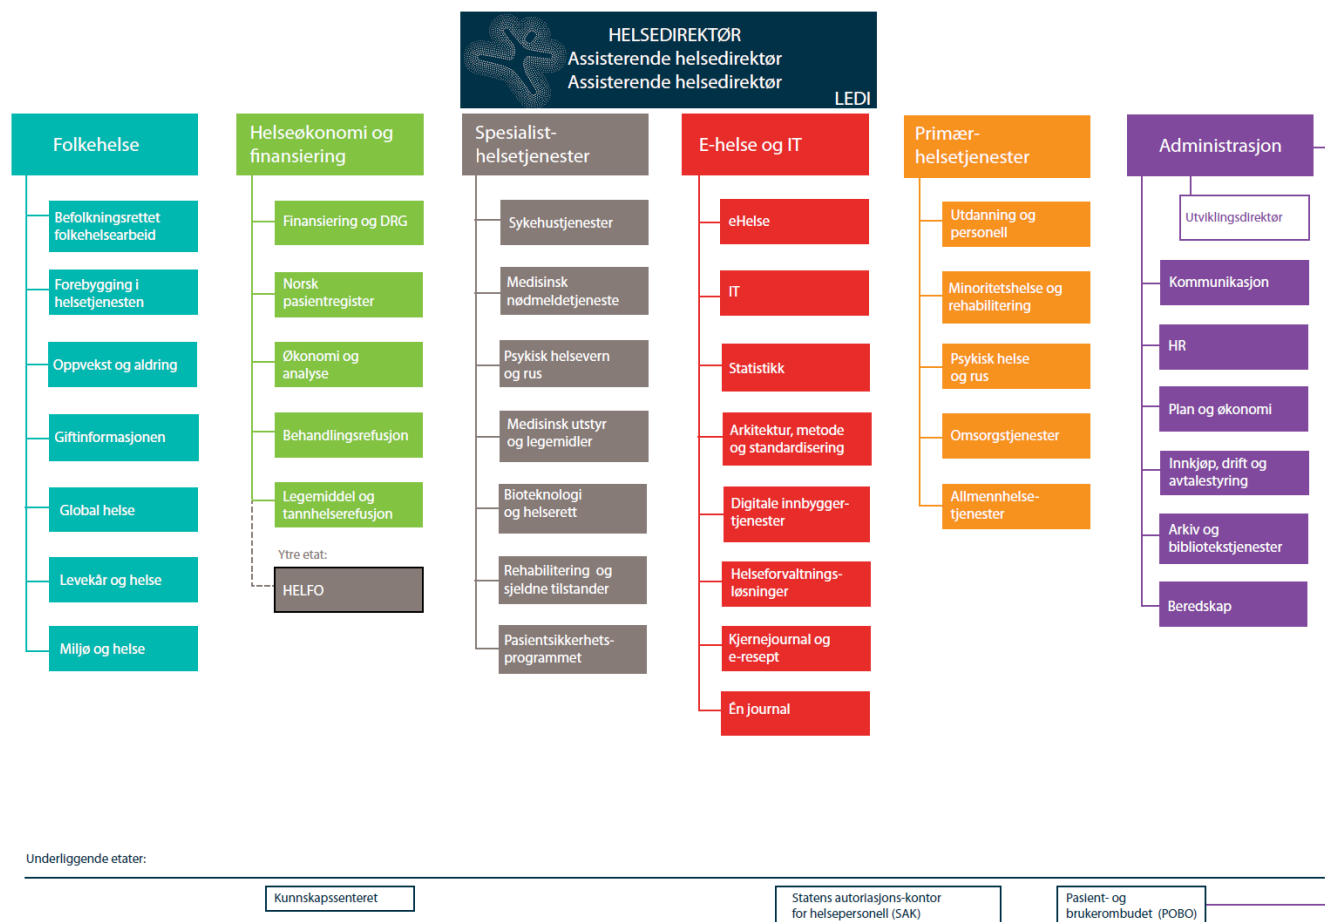 HELSEDIREKTØR
Assisterende helsedirektør
Assisterende helsedirektør
LEDI
Folkehelse
Befolkningsrettet
folkehelsearbeid
Forebygging i
helsetjenesten
Oppvekst og aldring
Giftinformasjonen
Global helse
Levekår og helse
Miljø og helse
Helseøkonomi og
finansiering
Finansiering og DRG
Norsk
pasientregister
Økonomi og
analyse
Behandlingsrefusjon
Legemiddel og
tannhelserefusjon
Ytre etat:
HELFO
Spesialist-
helsetjenester
Sykehustjenester
Medisinsk
nødmeldetjeneste
Psykisk helsevern
og rus
Medisinsk utstyr
og legemidler
Bioteknologi
og helserett
Rehabilitering og
sjeldne tilstander
Pasientsikkerhets-
programmet
E-helse og IT
eHelse
IT
Statistikk
Arkitektur, metode
og standardisering
Digitale innbygger-
tjenester
Helseforvaltnings-
løsninger
Kjernejournal og
e-resept
Én journal
Primær-
helsetjenester
Utdanning og
personell
Minoritetshelse og
rehabilitering
Psykisk helse
og rus
Omsorgstjenester
Allmennhelse-
tjenester
Administrasjon
Utviklingsdirektør
Kommunikasjon
HR
Plan og økonomi
Innkjøp, drift og
avtalestyring
Arkiv og
bibliotekstjenester
Beredskap
Underliggende etater:
Kunnskapssenteret
Statens autoriasjons-kontor
for helsepersonell (SAK)
Pasient- og
brukerombudet (POBO)